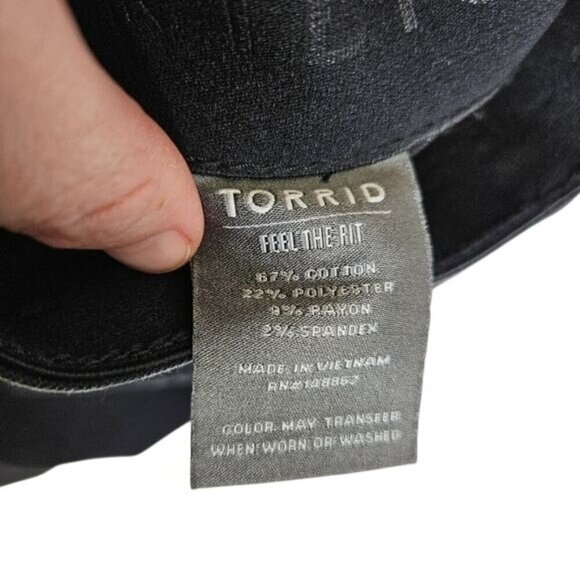 TORRID
FEEL THE RIT
67% COTTON
22% POLYESTER
9% RAYON
2% SPANDEX
MADE IN VIETNAM
RN#148862
COLOR MAY TRANSFER
WHEN WORN OR WASHED